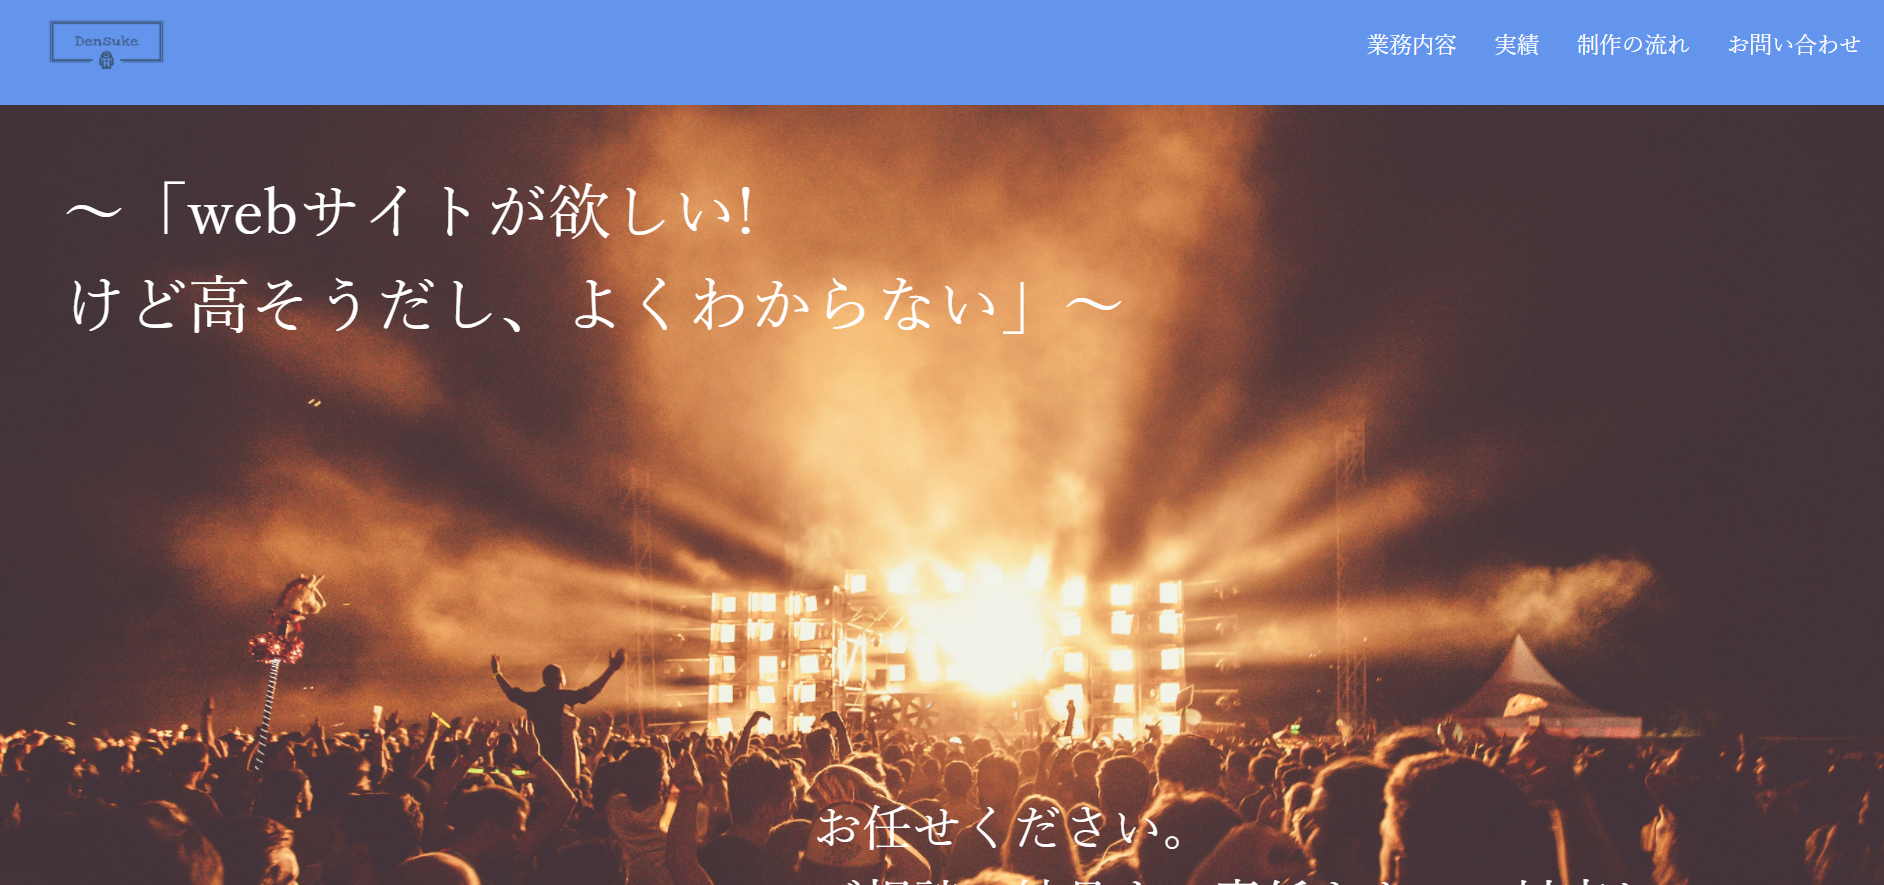 Densuke
業務内容 実績 制作の流れ お問い合わせ
～「webサイトが欲しい!
けど高そうだし、よくわからない」～
お任せください。